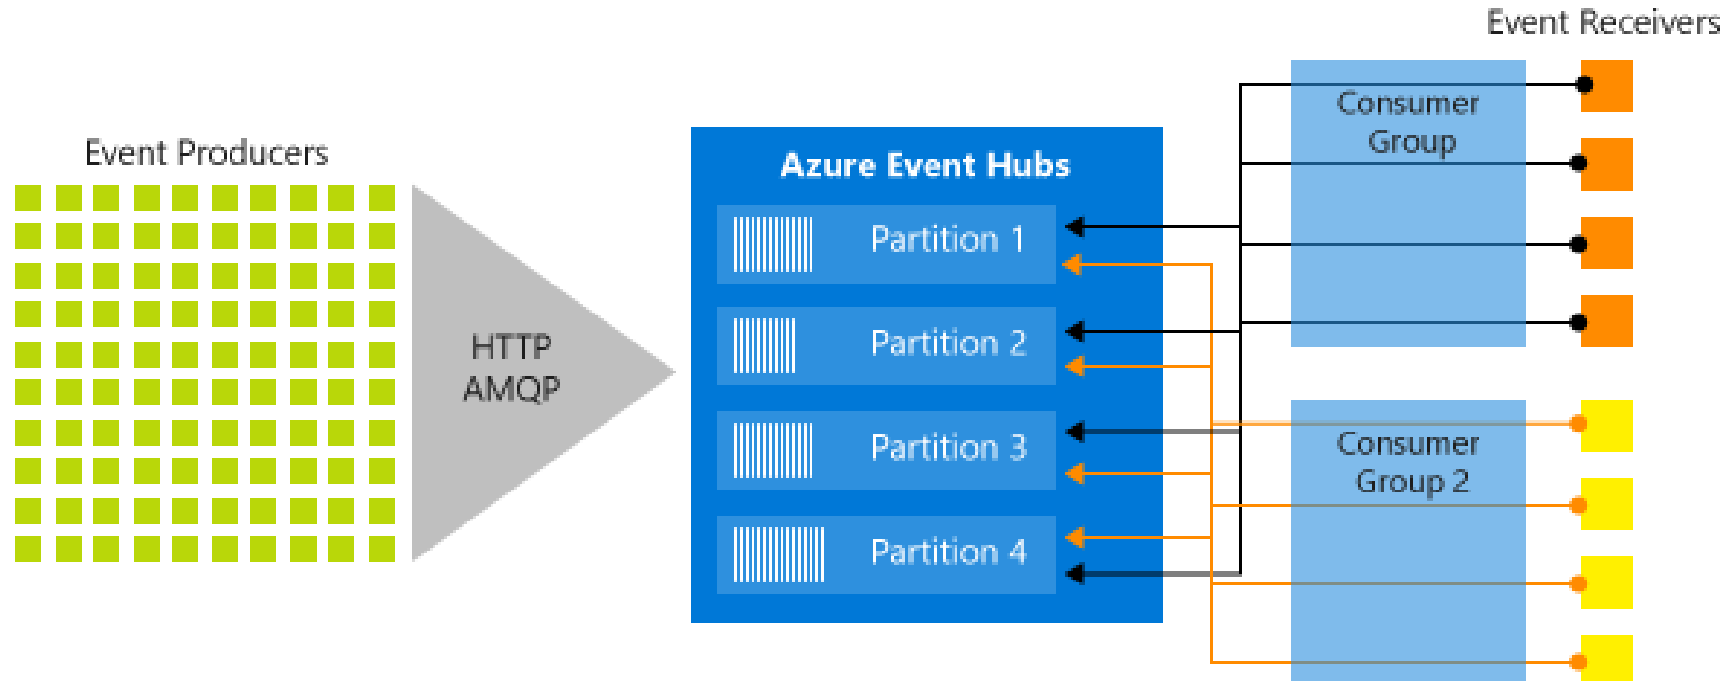 Event Receivers
Event Producers
HTTP
AMQP
Azure Event Hubs
Partition 1
Partition 2
Partition 3
Partition 4
Consumer
Group
Consumer
Group 2